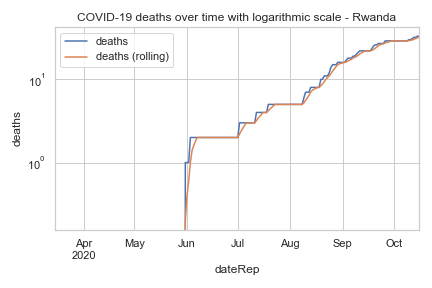 COVID-19 deaths over time with logarithmic scale - Rwanda
deaths
deaths (rolling)
deaths
10¹
10⁰
Apr May Jun Jul Aug Sep Oct
2020
dateRep